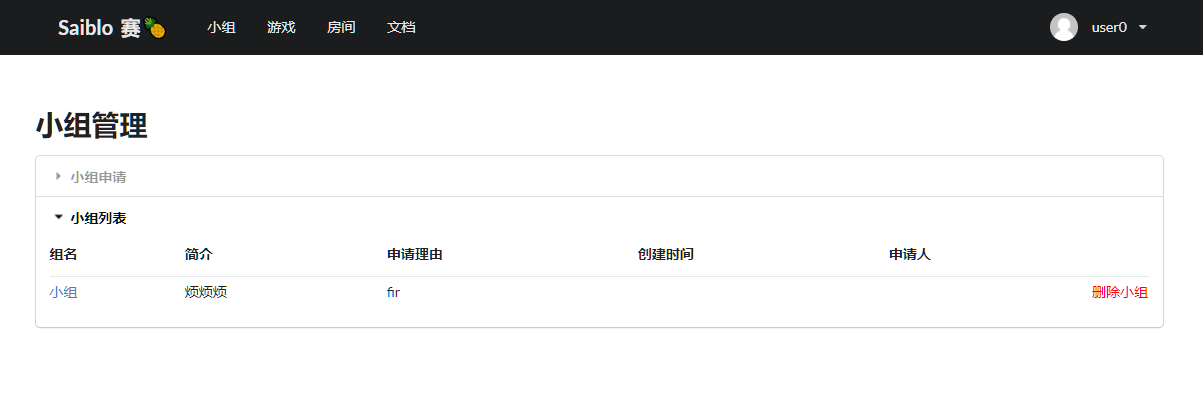 Saiblo 赛🍍 小组 游戏 房间 文档 user0
小组管理
小组申请
小组列表
组名 简介 申请理由 创建时间 申请人
小组 烦烦烦 fir 删除小组